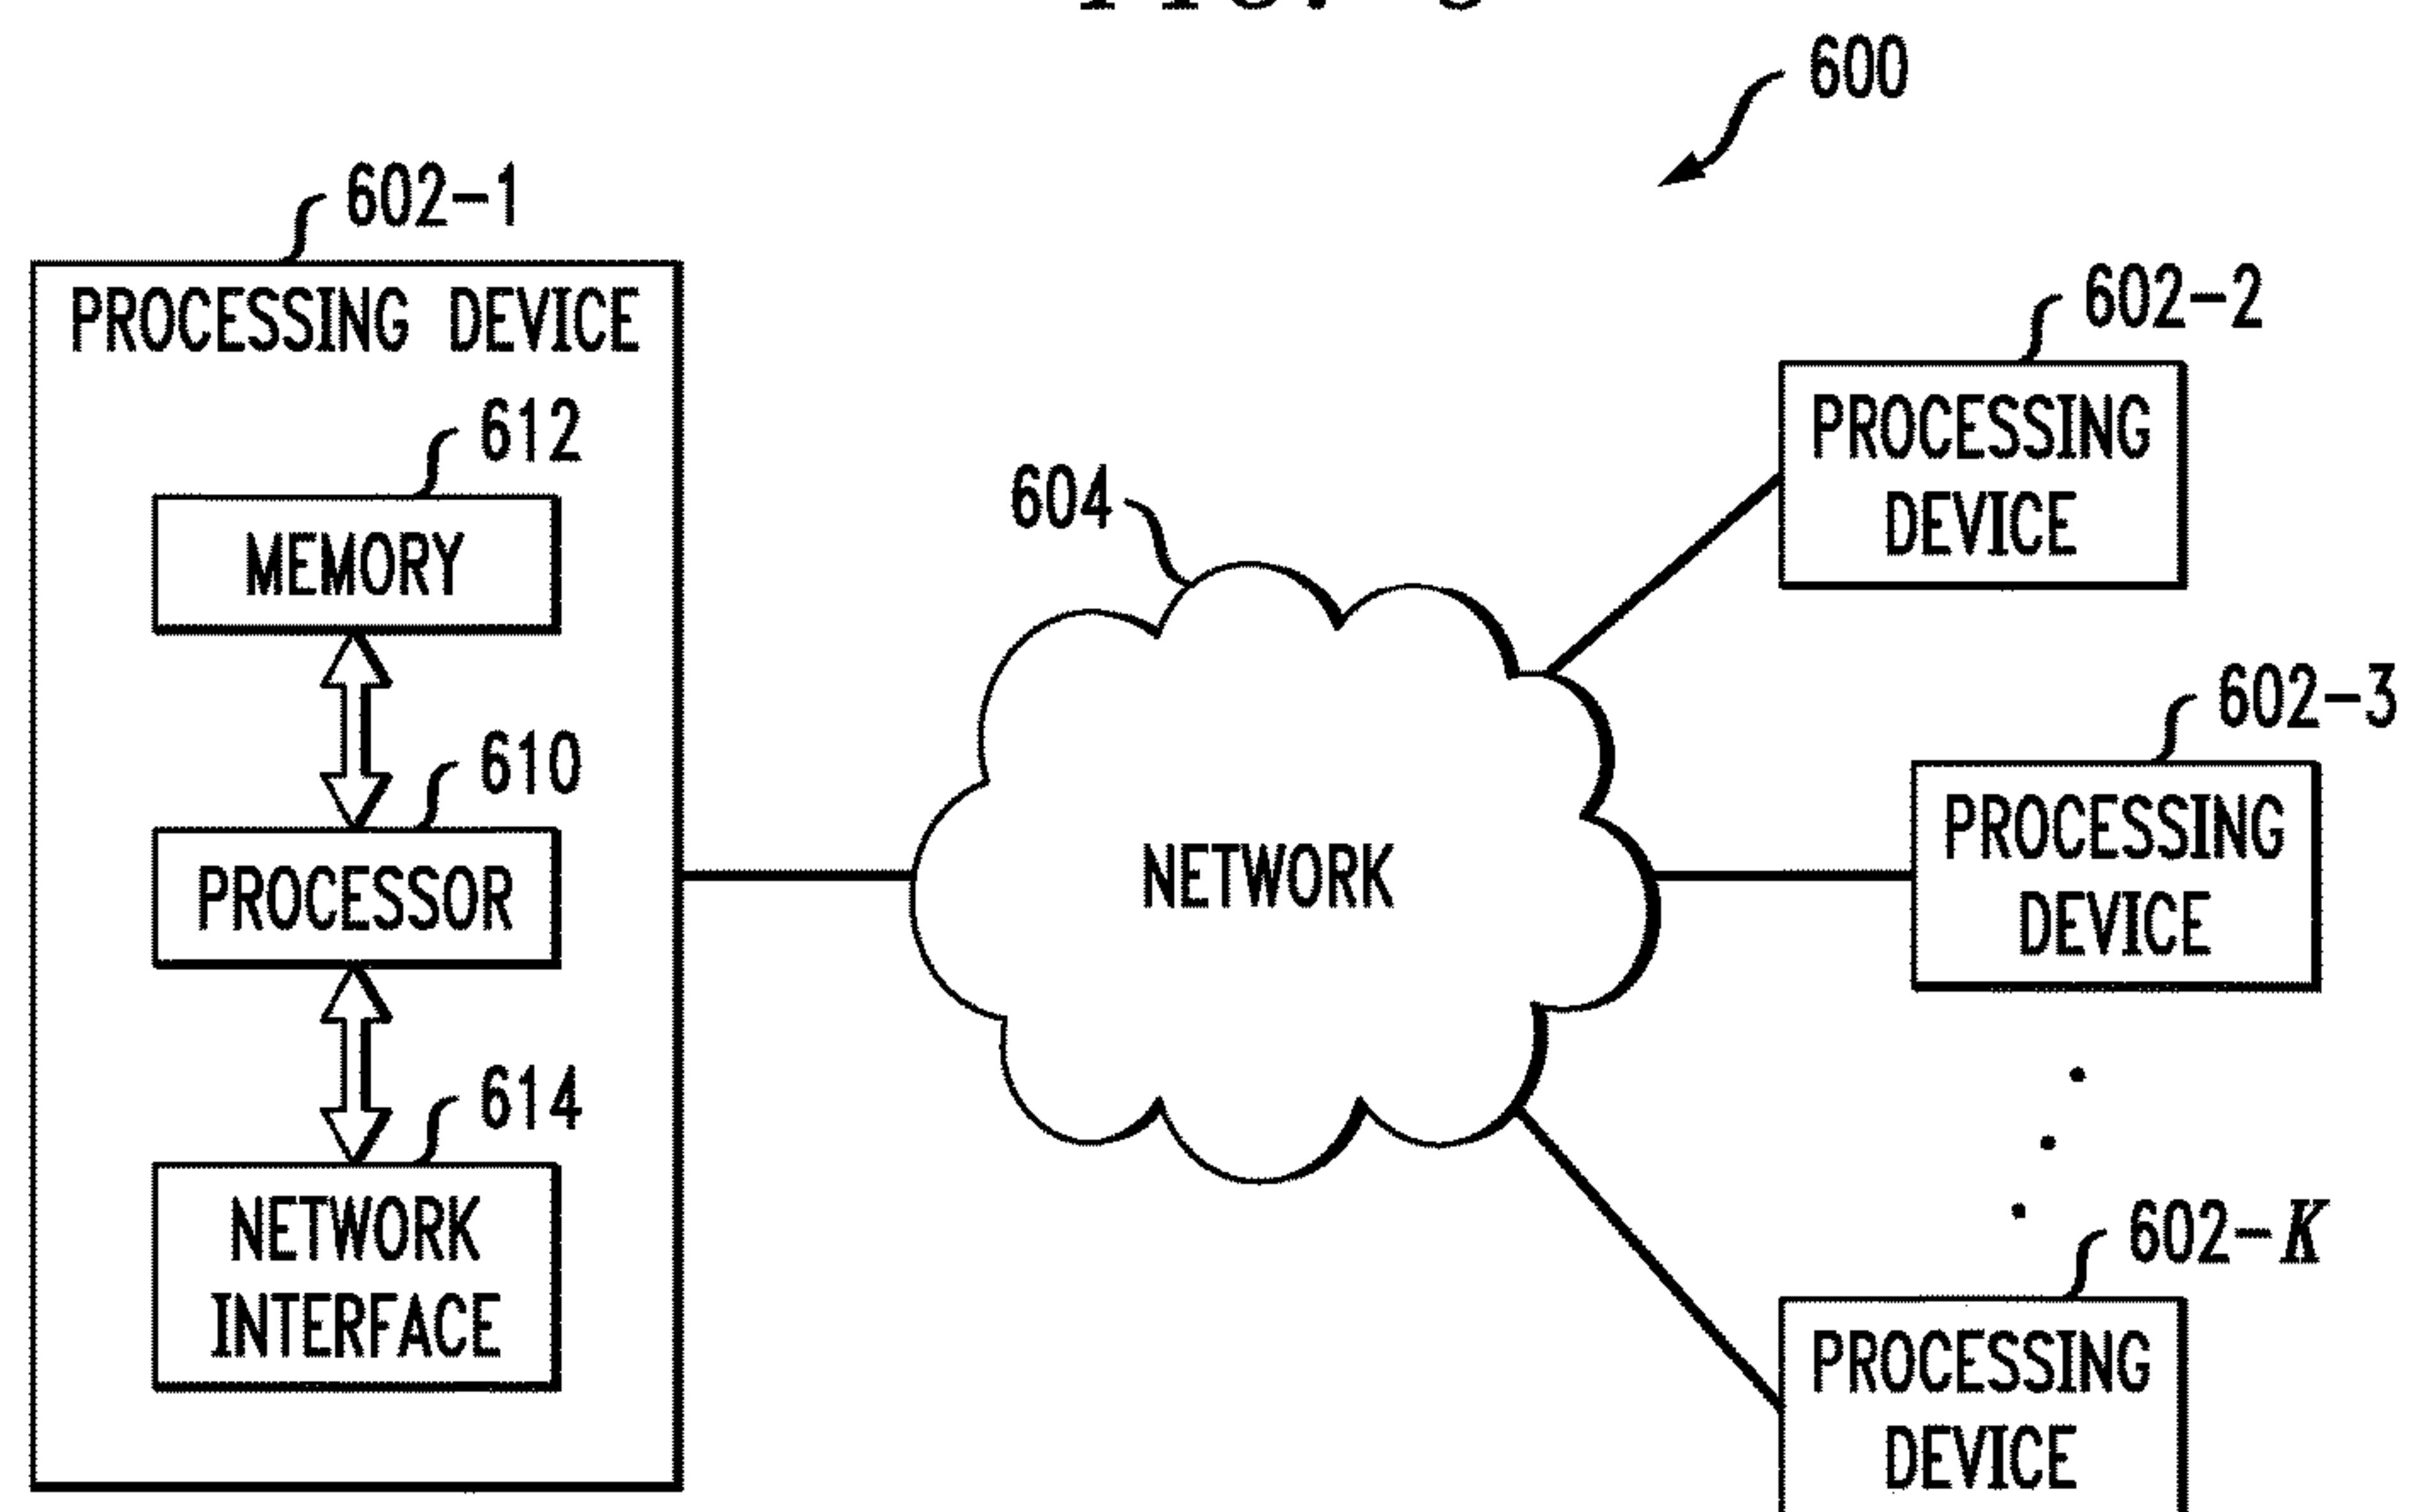 600
602-1
PROCESSING DEVICE
612
MEMORY
610
PROCESSOR
614
NETWORK
INTERFACE
604
NETWORK
602-2
PROCESSING
DEVICE
602-3
PROCESSING
DEVICE
602-K
PROCESSING
DEVICE